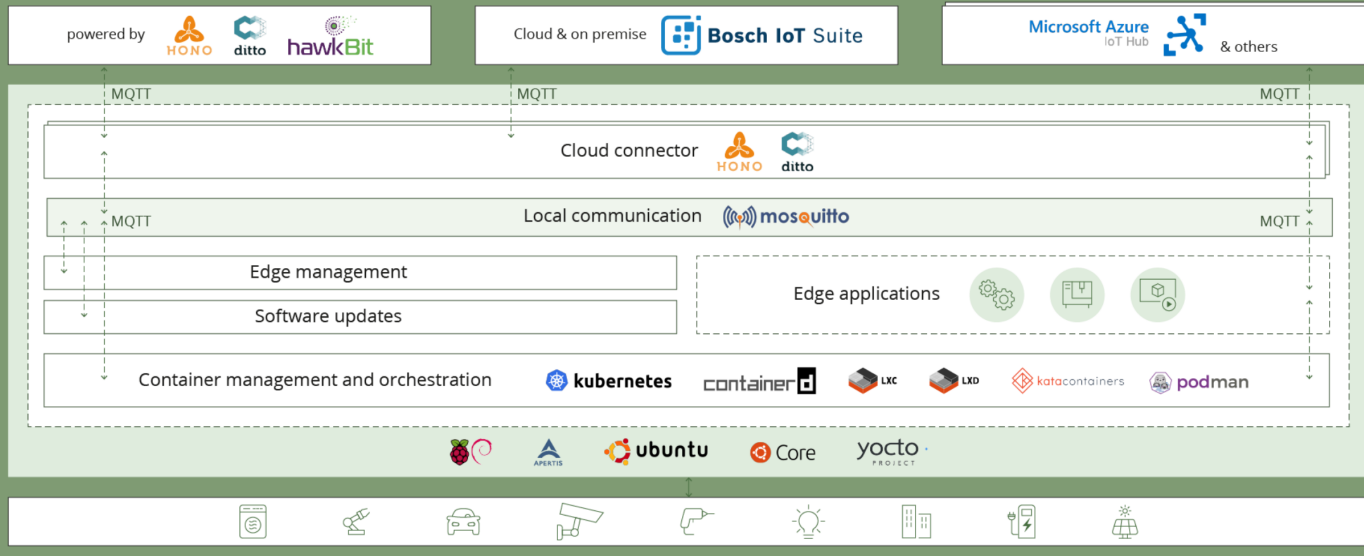 powered by HONO ditto hawkBit
Cloud & on premise Bosch IoT Suite
Microsoft Azure
IoT Hub
& others
MQTT MQTT MQTT
Cloud connector HONO ditto
Local communication mosquitto
MQTT MQTT
Edge management
Edge applications
Software updates
Container management and orchestration kubernetes containerd LXC LXD katacontainers podman
APERTIS ubuntu Core yocto
PROJECT